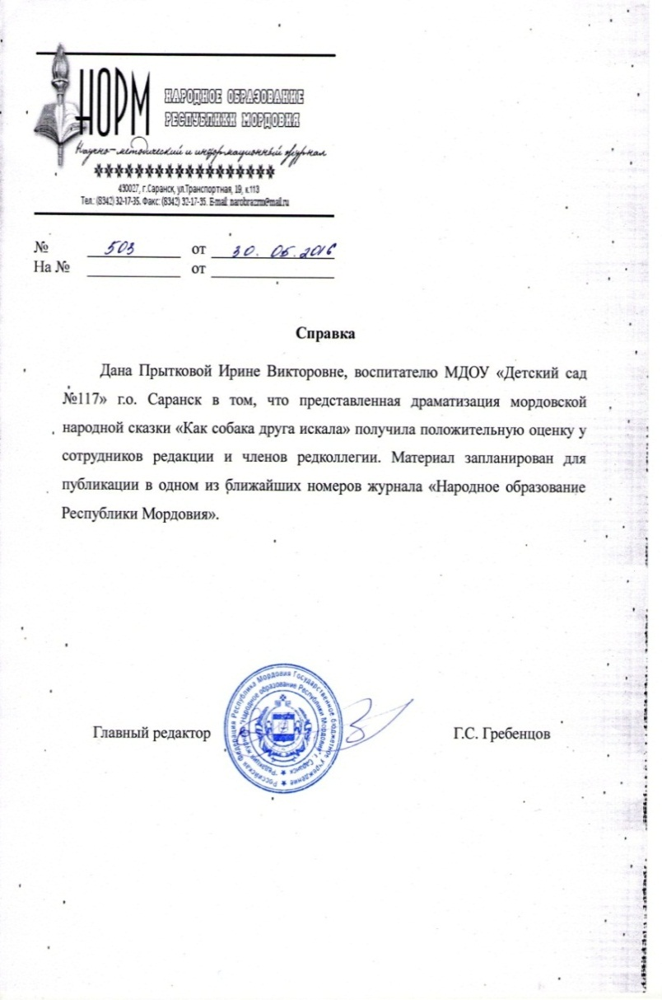 НОРМ
НАРОДНОЕ ОБРАЗОВАНИЕ
РЕСПУБЛИКИ МОРДОВИЯ
Научно-методический и информационный журнал
430027, г.Саранск, ул.Транспортная, 19, к.113
Тел.: (8342) 32-17-35. Факс: (8342) 32-17-35. E-mail: narobrazrm@mail.ru
№ 503 от 30. 05. 2016
На № от
Справка
Дана Прытковой Ирине Викторовне, воспитателю МДОУ «Детский сад
№117» г.о. Саранск в том, что представленная драматизация мордовской
народной сказки «Как собака друга искала» получила положительную оценку у
сотрудников редакции и членов редколлегии. Материал запланирован для
публикации в одном из ближайших номеров журнала «Народное образование
Республики Мордовия».
Российская Федерация Республика Мордовия Государственное бюджетное учреждение
"Редакция журнала "Народное образование Республики Мордовия" г. Саранск
Главный редактор Г.С. Гребенцов